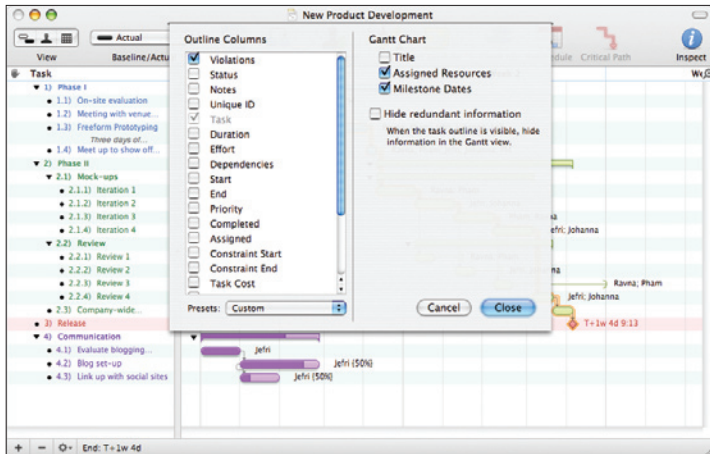 New Product Development
Actual
View
Baseline/Actu
dule
Critical Path
Inspect
Task
1) Phase I
1.1) On-site evaluation
1.2) Meeting with venue...
1.3) Freeform Prototyping
Three days of...
1.4) Meet up to show off...
2) Phase II
2.1) Mock-ups
2.1.1) Iteration 1
2.1.2) Iteration 2
2.1.3) Iteration 3
2.1.4) Iteration 4
2.2) Review
2.2.1) Review 1
2.2.2) Review 2
2.2.3) Review 3
2.2.4) Review 4
2.3) Company-wide...
3) Release
4) Communication
4.1) Evaluate blogging...
4.2) Blog set-up
4.3) Link up with social sites
Outline Columns
Violations
Status
Notes
Unique ID
Task
Duration
Effort
Dependencies
Start
End
Priority
Completed
Assigned
Constraint Start
Constraint End
Task Cost
Presets: Custom
Gantt Chart
Title
Assigned Resources
Milestone Dates
Hide redundant information
When the task outline is visible, hide
information in the Gantt view.
Cancel
Close
efri; Johanna
Ravna; Pham
Jefri; Johanna
T+1w 4d 9:13
Jefri
Jefri {50%}
Jefri {50%}
End: T+1w 4d